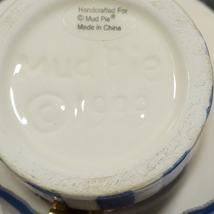 Handcrafted For
© Mud Pie®
Made in China
Mud Pie
©